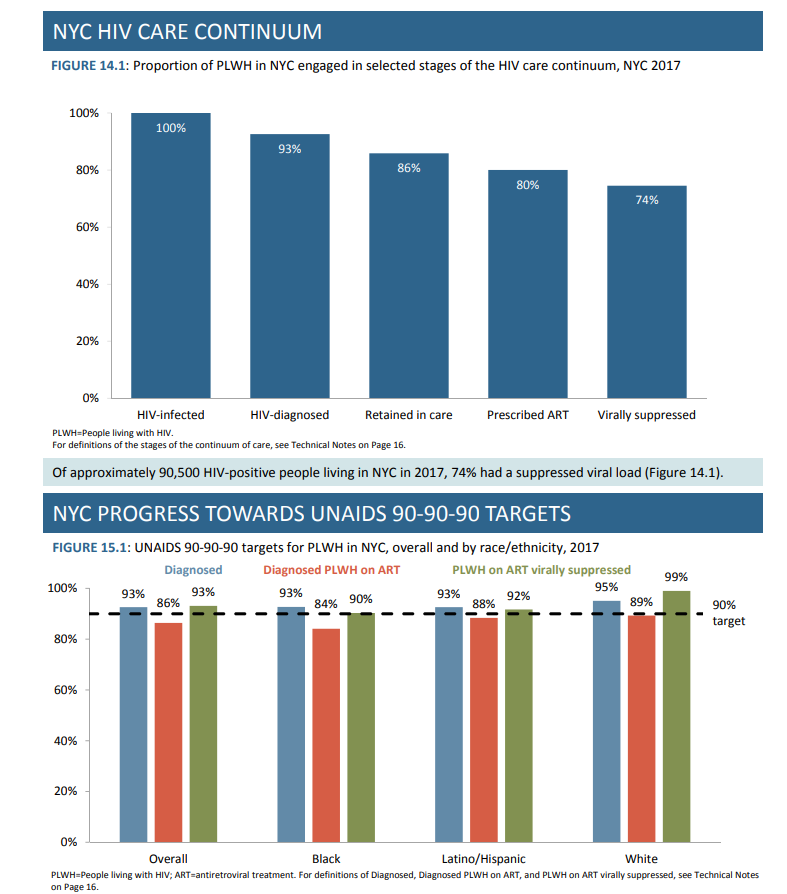 NYC HIV CARE CONTINUUM
FIGURE 14.1: Proportion of PLWH in NYC engaged in selected stages of the HIV care continuum, NYC 2017
100%
80%
60%
40%
20%
0%
100%
93%
86%
80%
74%
HIV-infected HIV-diagnosed Retained in care Prescribed ART Virally suppressed
PLWH=People living with HIV.
For definitions of the stages of the continuum of care, see Technical Notes on Page 16.
Of approximately 90,500 HIV-positive people living in NYC in 2017, 74% had a suppressed viral load (Figure 14.1).
NYC PROGRESS TOWARDS UNAIDS 90-90-90 TARGETS
FIGURE 15.1: UNAIDS 90-90-90 targets for PLWH in NYC, overall and by race/ethnicity, 2017
Diagnosed Diagnosed PLWH on ART PLWH on ART virally suppressed
100%
80%
60%
40%
20%
0%
93% 86% 93%
93% 84% 90%
93% 88% 92%
95% 89% 99%
90%
target
Overall Black Latino/Hispanic White
PLWH=People living with HIV; ART=antiretroviral treatment. For definitions of Diagnosed, Diagnosed PLWH on ART, and PLWH on ART virally suppressed, see Technical Notes
on Page 16.